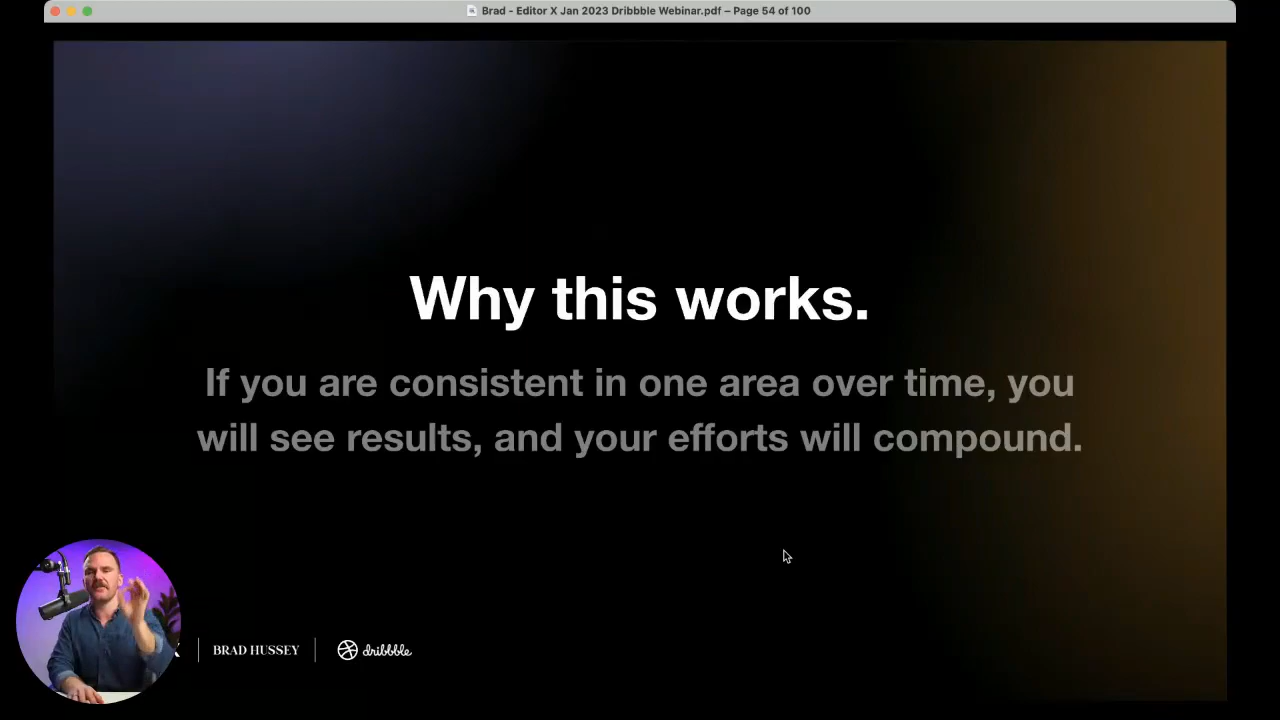 Brad - Editor X Jan 2023 Dribbble Webinar.pdf – Page 54 of 100
Why this works.
If you are consistent in one area over time, you
will see results, and your efforts will compound.
BRAD HUSSEY
dribbble